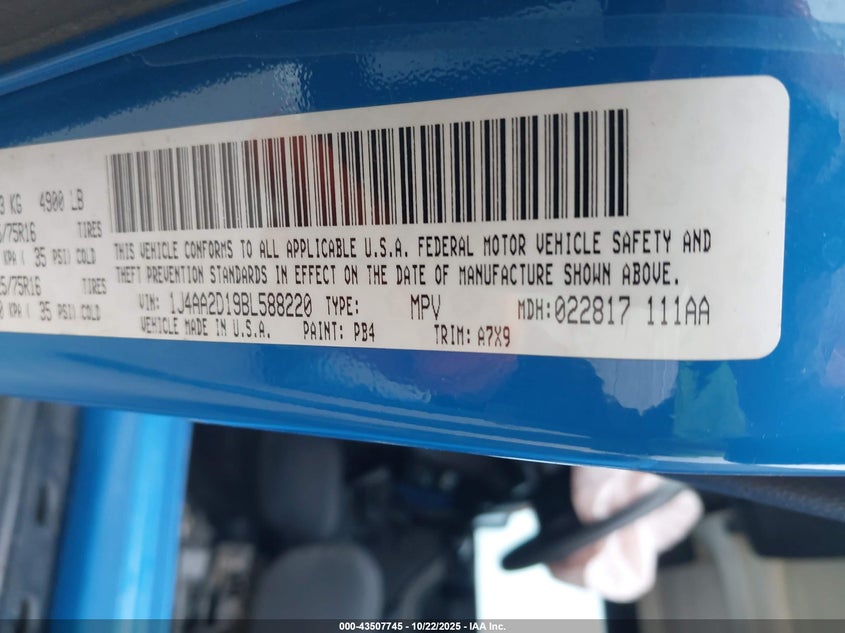 3 KG 4900 LB
/75R16 TIRES
KPA ( 35 PSI) COLD
5/75R16 TIRES
0 KPA ( 35 PSI) COLD
THIS VEHICLE CONFORMS TO ALL APPLICABLE U.S.A. FEDERAL MOTOR VEHICLE SAFETY AND
THEFT PREVENTION STANDARDS IN EFFECT ON THE DATE OF MANUFACTURE SHOWN ABOVE.
VIN: 1J4AA2D19BL588220 TYPE: MPV MDH:022817 111AA
VEHICLE MADE IN U.S.A. PAINT: PB4 TRIM: A7X9
000-43507745 - 10/22/2025 - IAA Inc.